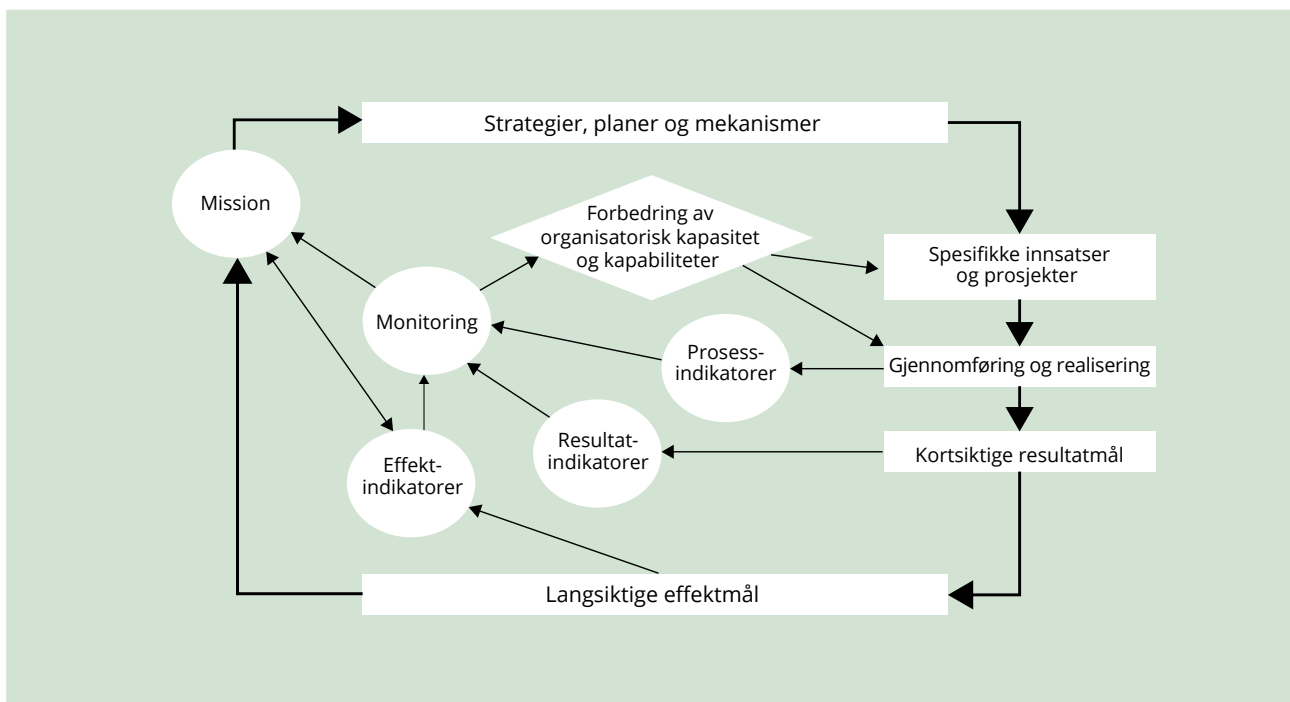 Strategier, planer og mekanismer
Mission
Forbedring av
organisatorisk kapasitet
og kapabiliteter
Spesifikke innsatser
og prosjekter
Monitoring
Prosess-
indikatorer
Gjennomføring og realisering
Resultat-
indikatorer
Kortsiktige resultatmål
Effekt-
indikatorer
Langsiktige effektmål